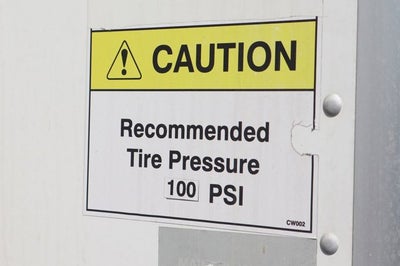 CAUTION
Recommended
Tire Pressure
100 PSI
CW002